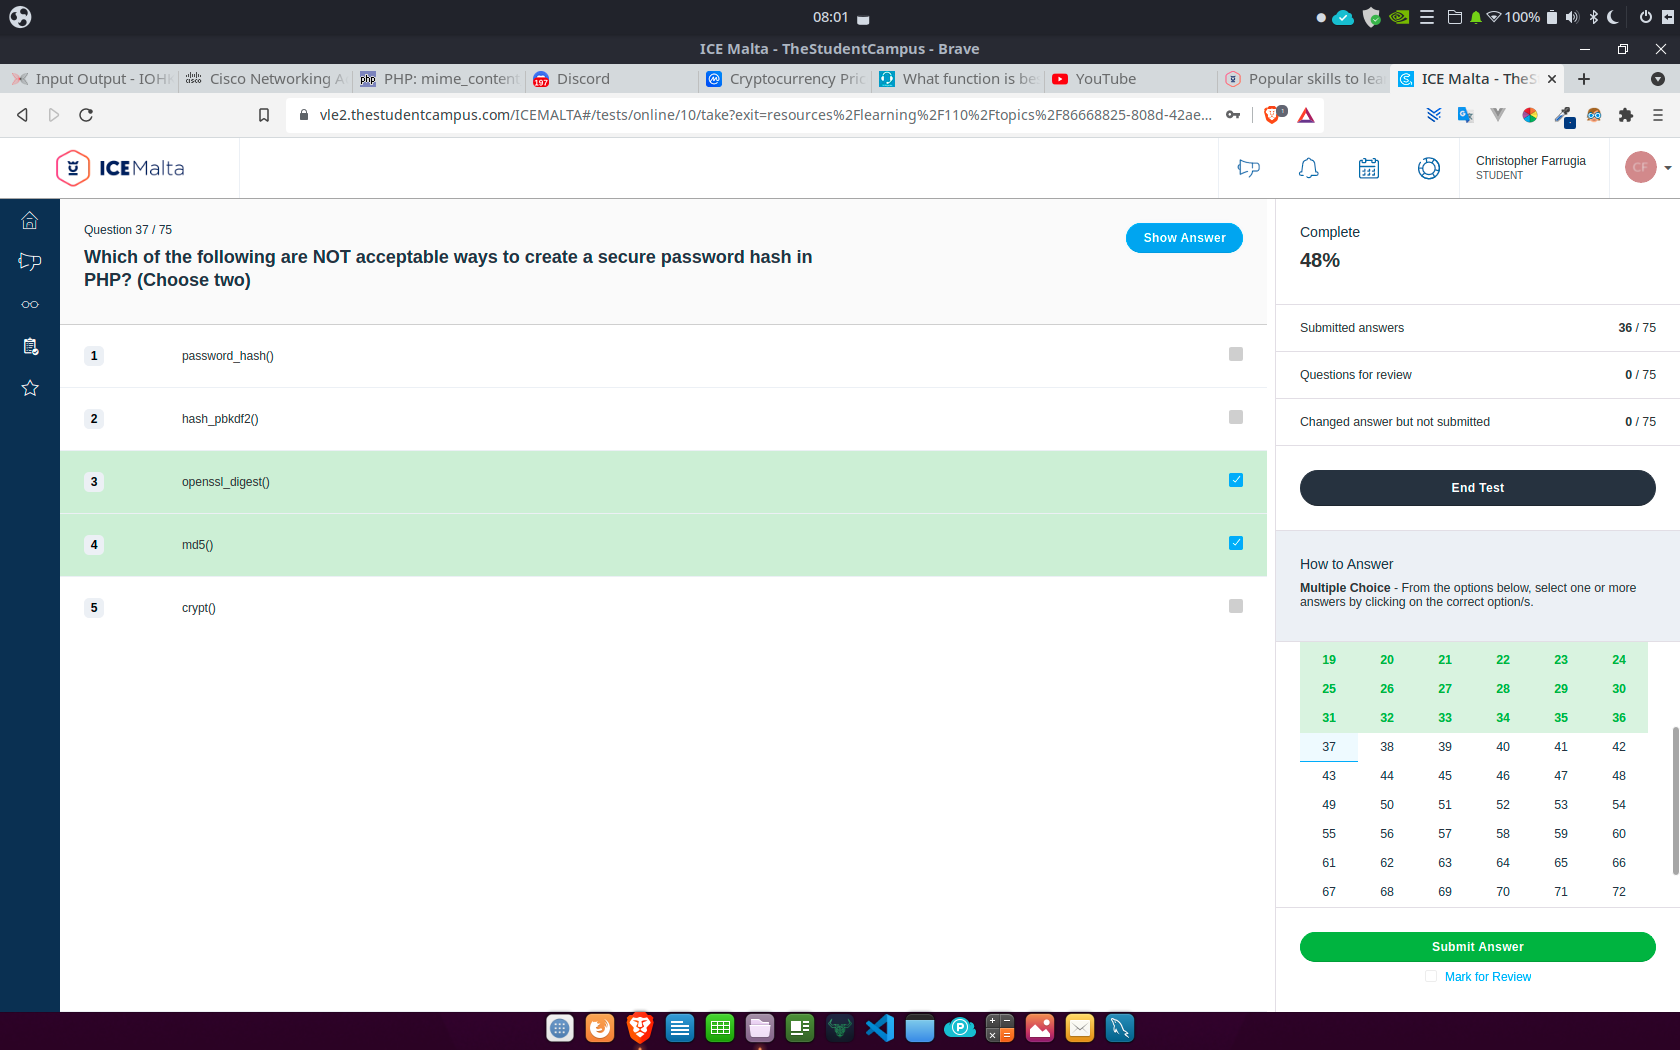 08:01
100%
ICE Malta - TheStudentCampus - Brave
Input Output - IOHK
Cisco Networking A
PHP: mime_content
Discord
Cryptocurrency Pric
What function is be
YouTube
Popular skills to lea
ICE Malta - TheS
vle2.thestudentcampus.com/ICEMALTA#/tests/online/10/take?exit=resources%2Flearning%2F110%2Ftopics%2F86668825-808d-42ae...
ICEMalta
Christopher Farrugia
STUDENT
CF
Question 37 / 75
Which of the following are NOT acceptable ways to create a secure password hash in
PHP? (Choose two)
Show Answer
1 password_hash()
2 hash_pbkdf2()
3 openssl_digest()
4 md5()
5 crypt()
Complete
48%
Submitted answers 36 / 75
Questions for review 0 / 75
Changed answer but not submitted 0 / 75
End Test
How to Answer
Multiple Choice - From the options below, select one or more
answers by clicking on the correct option/s.
19 20 21 22 23 24
25 26 27 28 29 30
31 32 33 34 35 36
37 38 39 40 41 42
43 44 45 46 47 48
49 50 51 52 53 54
55 56 57 58 59 60
61 62 63 64 65 66
67 68 69 70 71 72
Submit Answer
Mark for Review